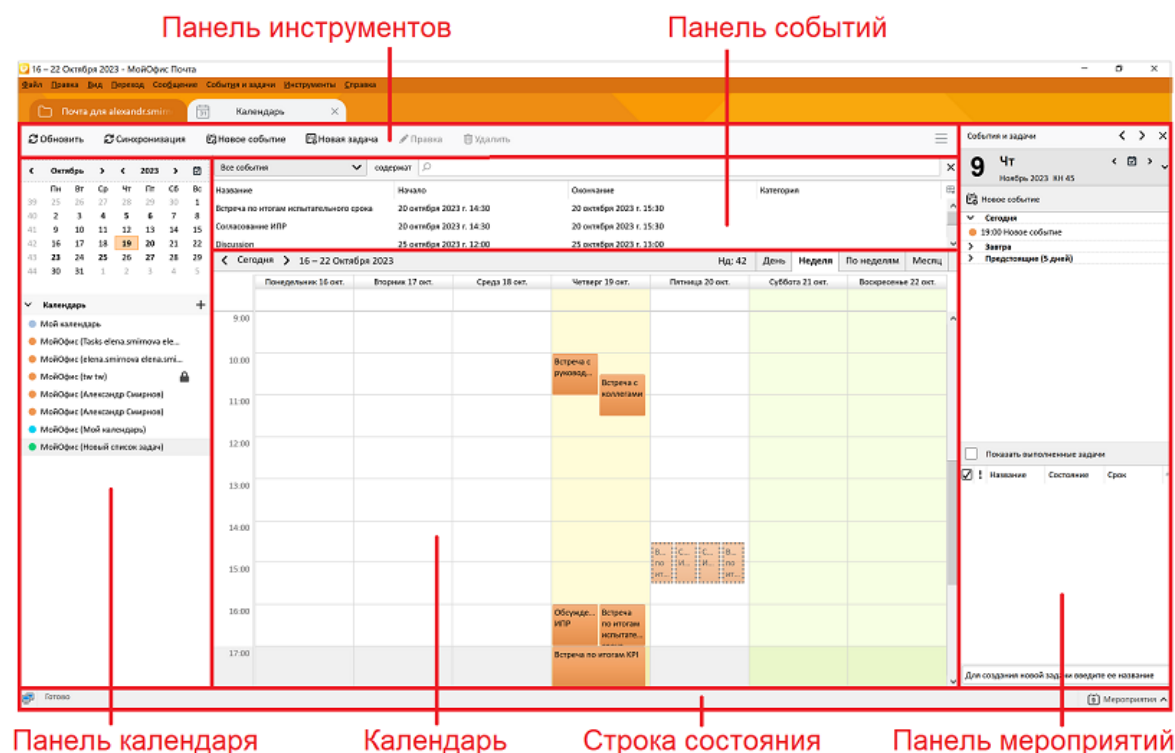 Панель инструментов
Панель событий
16 – 22 Октября 2023 - МойОфис Почта
Файл Правка Вид Переход Сообщение События и задачи Инструменты Справка
Почта для alexandr.smirn
Календарь
Обновить Синхронизация Новое событие Новая задача Правка Удалить
Октябрь 2023
Пн Вт Ср Чт Пт Сб Вс
39 25 26 27 28 29 30 1
40 2 3 4 5 6 7 8
41 9 10 11 12 13 14 15
42 16 17 18 19 20 21 22
43 23 24 25 26 27 28 29
44 30 31 1 2 3 4 5
Календарь
Мой календарь
МойОфис (Tasks elena.smirnova ele...
МойОфис (elena.smirnova elena.smi...
МойОфис (tw tw)
МойОфис (Александр Смирнов)
МойОфис (Александр Смирнов)
МойОфис (Мой календарь)
МойОфис (Новый список задач)
Все события содержат
Название Начало Окончание Категория
Встреча по итогам испытательного срока 20 октября 2023 г. 14:30 20 октября 2023 г. 15:30
Согласование ИПР 20 октября 2023 г. 14:30 20 октября 2023 г. 15:30
Discussion 25 октября 2023 г. 12:00 25 октября 2023 г. 13:00
Сегодня 16 – 22 Октября 2023 Нд: 42 День Неделя По неделям Месяц
Понедельник 16 окт. Вторник 17 окт. Среда 18 окт. Четверг 19 окт. Пятница 20 окт. Суббота 21 окт. Воскресенье 22 окт.
9:00
10:00
Встреча с
руковод...
Встреча с
коллегами
11:00
12:00
13:00
14:00
В... С... С... В...
по И... И... по
ит... ит...
15:00
16:00
Обсужде...
ИПР
Встреча
по итогам
испытате...
17:00
Встреча по итогам KPI
События и задачи
9 Чт
Ноябрь 2023 КН 45
Новое событие
Сегодня
19:00 Новое событие
Завтра
Предстоящие (5 дней)
Показать выполненные задачи
! Название Состояние Срок
Для создания новой задачи введите ее название
Готово
Мероприятия
Панель календаря
Календарь
Строка состояния
Панель мероприятий